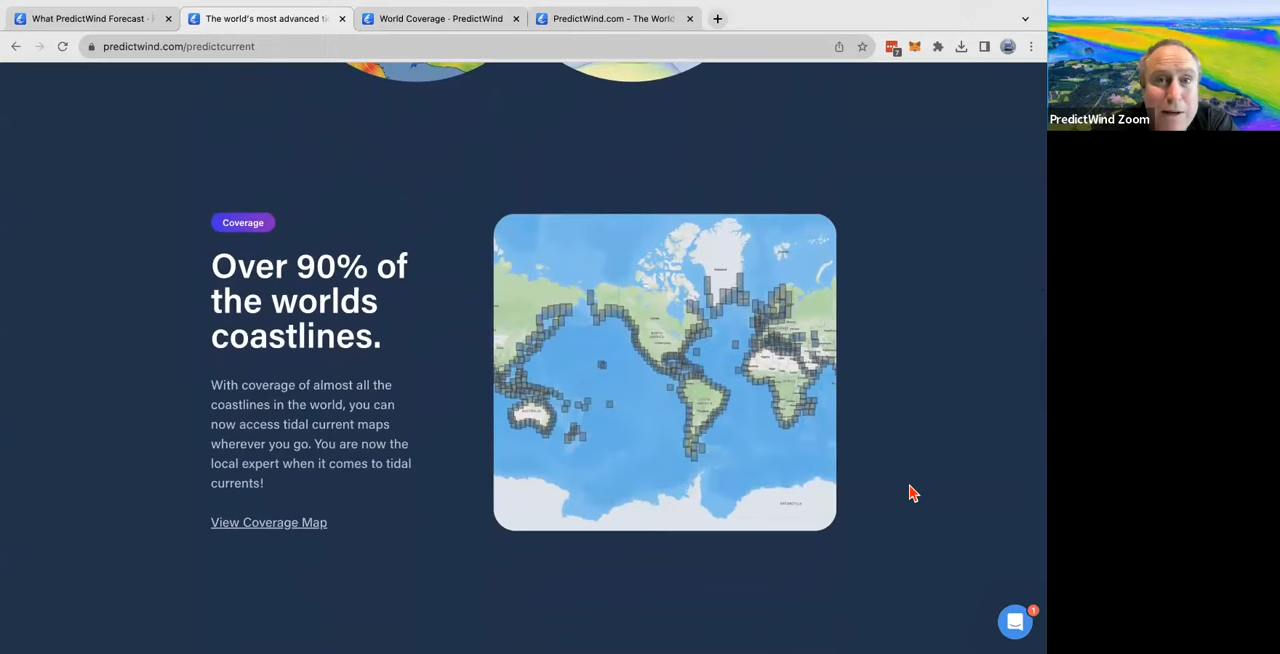 What PredictWind Forecast -
The world's most advanced ti
World Coverage - PredictWind
PredictWind.com - The World
predictwind.com/predictcurrent
7
PredictWind Zoom
Coverage
Over 90% of
the worlds
coastlines.
With coverage of almost all the
coastlines in the world, you can
now access tidal current maps
wherever you go. You are now the
local expert when it comes to tidal
currents!
View Coverage Map
1